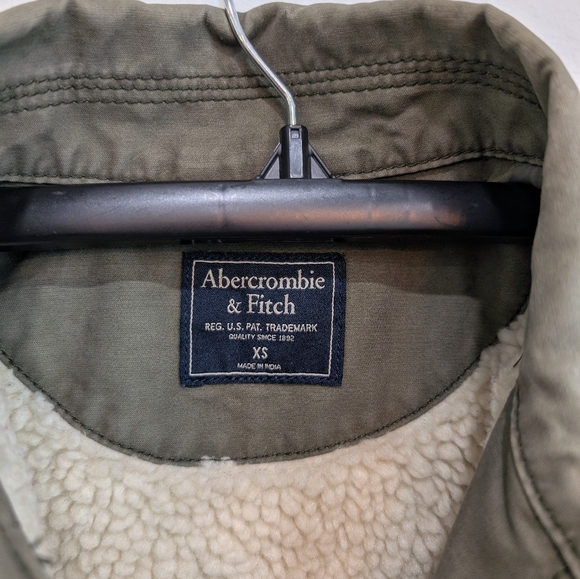 Abercrombie
& Fitch
REG. U.S. PAT. TRADEMARK
QUALITY SINCE 1892
XS
MADE IN INDIA